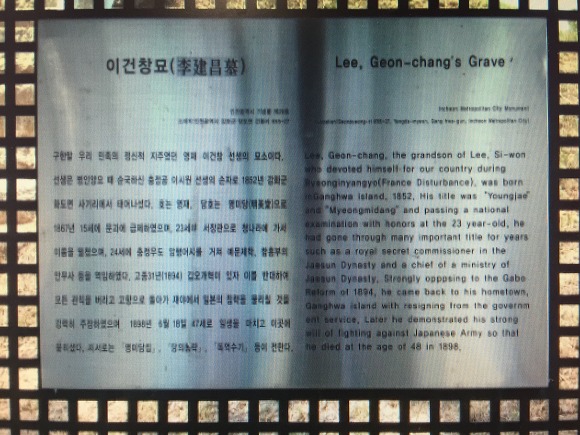 이건창묘(李建昌墓)
인천광역시 기념물 제29호
구한말 우리 민족의 정신적 지주였던 영재 이건창 선생의 묘소이다.
선생은 병인양요 때 순국하신 충정공 이시원 선생의 손자로 1852년 강화군
화도면 사기리에서 태어났다. 호는 영재, 당호는 명미당(明美堂)으로
1867년 15세에 문과에 급제하였으며, 23세에 서장관으로 청나라에 가서
이름을 떨쳤으며, 24세에 충청우도 암행어사를 거쳐 예문제학,
안무사 등을 역임하였다. 고종31년(1894) 갑오개혁이 있자 이를 반대하여
모든 관직을 버리고 고향으로 돌아가 재야에서 일본의 침략을 물리칠 것을
강력히 주장하였으며 1898년 6월 18일 47세로 일생을 마치고 이곳에
묻히셨다. 저서로는 「명미당집」, 「당의통략」, 등이 전한다.
Lee, Geon-chang's Grave
Incheon Metropolitan City Monument
Lee, Geon-chang, the grandson of Lee, Si-won
who devoted himself for our country during
Byeonginyangyo(France Disturbance), was born
in Ganghwa island, 1852. His title was "Youngjae"
and "Myeongmidang" and passing a national
examination with honors at the 23 year-old, he
had gone through many important title for years
such as a royal secret commissioner in the
Jaesun Dynasty and a chief of a ministry of
Jaesun Dynasty, Strongly opposing to the Gabo
Reform of 1894, he came back to his hometown,
Ganghwa island with resigning from the governm
ent service. Later he demonstrated his strong
will of fighting against Japanese Army so that
he died at the age of 48 in 1898.